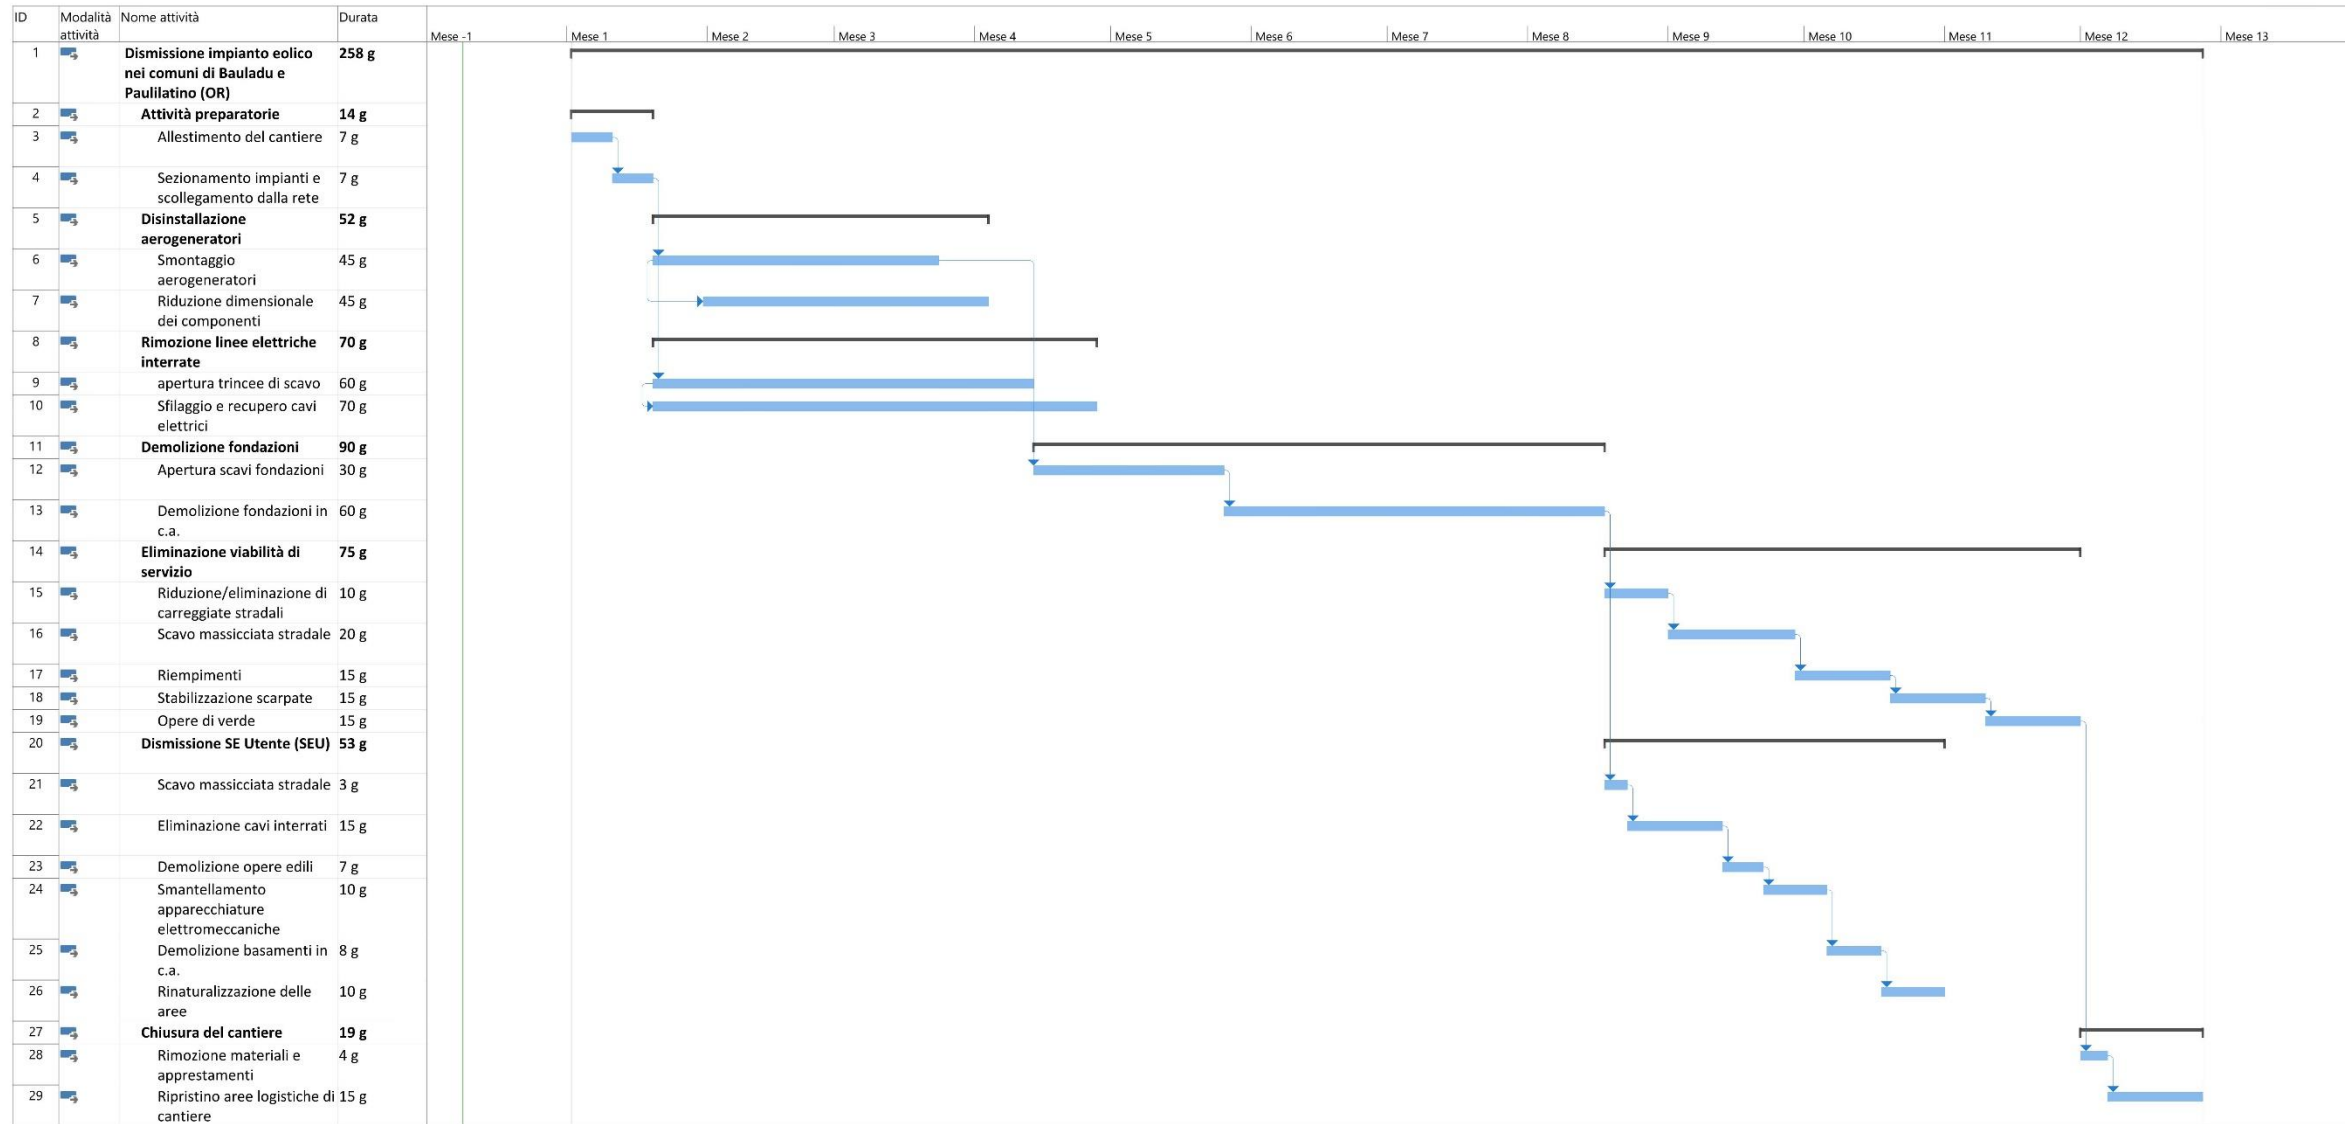 ID Modalità Nome attività Durata
attività
Mese -1 Mese 1 Mese 2 Mese 3 Mese 4 Mese 5 Mese 6 Mese 7 Mese 8 Mese 9 Mese 10 Mese 11 Mese 12 Mese 13
1 Dismissione impianto eolico 258 g
nei comuni di Bauladu e
Paulilatino (OR)
2 Attività preparatorie 14 g
3 Allestimento del cantiere 7 g
4 Sezionamento impianti e 7 g
scollegamento dalla rete
5 Disinstallazione 52 g
aerogeneratori
6 Smontaggio 45 g
aerogeneratori
7 Riduzione dimensionale 45 g
dei componenti
8 Rimozione linee elettriche 70 g
interrate
9 apertura trincee di scavo 60 g
10 Sfilaggio e recupero cavi 70 g
elettrici
11 Demolizione fondazioni 90 g
12 Apertura scavi fondazioni 30 g
13 Demolizione fondazioni in 60 g
c.a.
14 Eliminazione viabilità di 75 g
servizio
15 Riduzione/eliminazione di 10 g
carreggiate stradali
16 Scavo massicciata stradale 20 g
17 Riempimenti 15 g
18 Stabilizzazione scarpate 15 g
19 Opere di verde 15 g
20 Dismissione SE Utente (SEU) 53 g
21 Scavo massicciata stradale 3 g
22 Eliminazione cavi interrati 15 g
23 Demolizione opere edili 7 g
24 Smantellamento 10 g
apparecchiature
elettromeccaniche
25 Demolizione basamenti in 8 g
c.a.
26 Rinaturalizzazione delle 10 g
aree
27 Chiusura del cantiere 19 g
28 Rimozione materiali e 4 g
apprestamenti
29 Ripristino aree logistiche di 15 g
cantiere